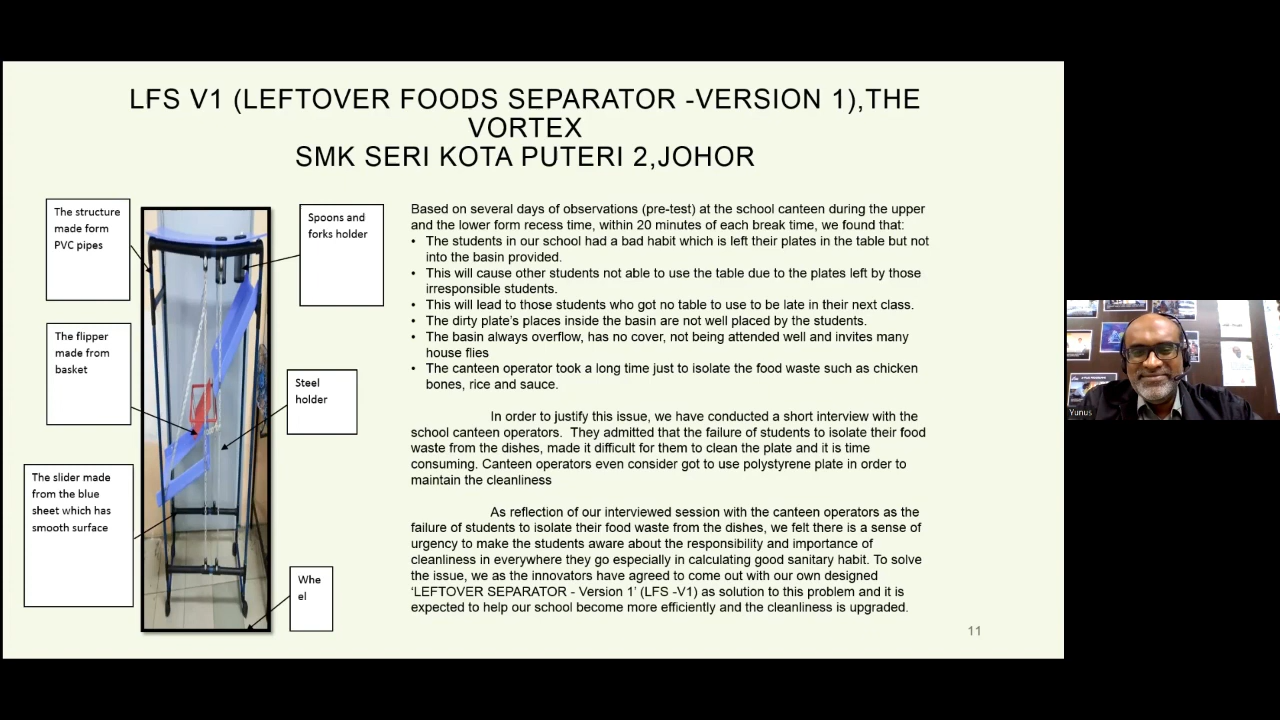 LFS V1 (LEFTOVER FOODS SEPARATOR -VERSION 1),THE
VORTEX
SMK SERI KOTA PUTERI 2,JOHOR
The structure
made form
PVC pipes
Spoons and
forks holder
The flipper
made from
basket
Steel
holder
The slider made
from the blue
sheet which has
smooth surface
Whe
el
Based on several days of observations (pre-test) at the school canteen during the upper
and the lower form recess time, within 20 minutes of each break time, we found that:
• The students in our school had a bad habit which is left their plates in the table but not
into the basin provided.
• This will cause other students not able to use the table due to the plates left by those
irresponsible students.
• This will lead to those students who got no table to use to be late in their next class.
• The dirty plate's places inside the basin are not well placed by the students.
• The basin always overflow, has no cover, not being attended well and invites many
house flies
• The canteen operator took a long time just to isolate the food waste such as chicken
bones, rice and sauce.
In order to justify this issue, we have conducted a short interview with the
school canteen operators. They admitted that the failure of students to isolate their food
waste from the dishes, made it difficult for them to clean the plate and it is time
consuming. Canteen operators even consider got to use polystyrene plate in order to
maintain the cleanliness
As reflection of our interviewed session with the canteen operators as the
failure of students to isolate their food waste from the dishes, we felt there is a sense of
urgency to make the students aware about the responsibility and importance of
cleanliness in everywhere they go especially in calculating good sanitary habit. To solve
the issue, we as the innovators have agreed to come out with our own designed
'LEFTOVER SEPARATOR - Version 1' (LFS -V1) as solution to this problem and it is
expected to help our school become more efficiently and the cleanliness is upgraded.
11
Yunus